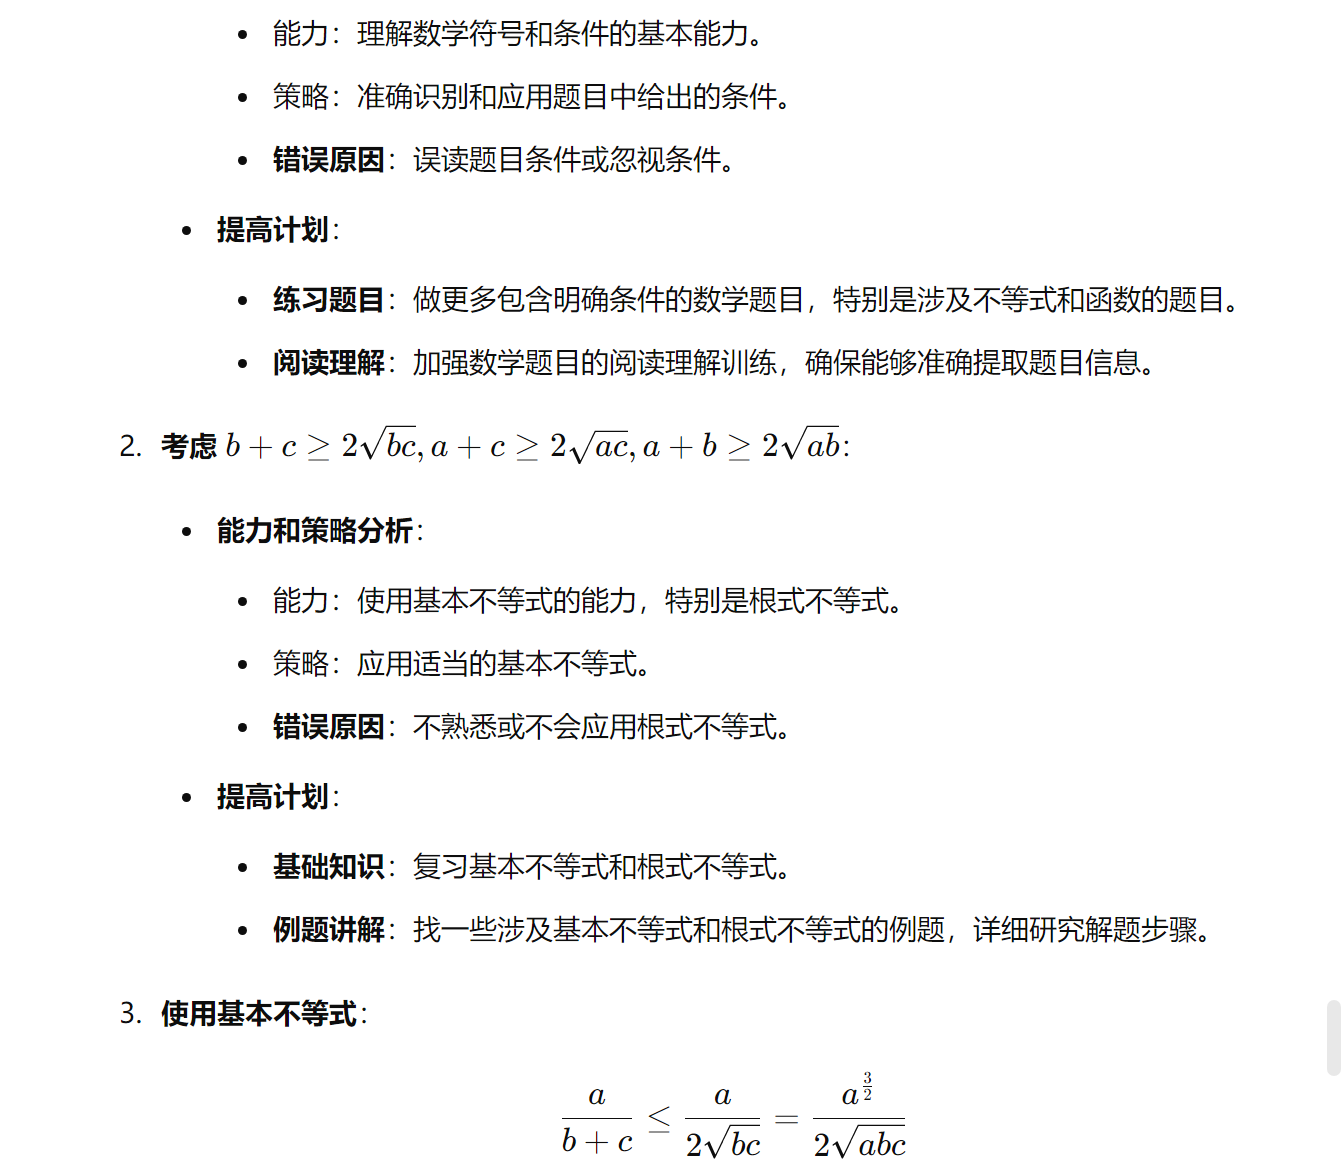 能力：理解数学符号和条件的基本能力。
策略：准确识别和应用题目中给出的条件。
错误原因：误读题目条件或忽视条件。
提高计划：
练习题目：做更多包含明确条件的数学题目，特别是涉及不等式和函数的题目。
阅读理解：加强数学题目的阅读理解训练，确保能够准确提取题目信息。
2. 考虑 $b + c \geq 2\sqrt{bc}, a + c \geq 2\sqrt{ac}, a + b \geq 2\sqrt{ab}$:
能力和策略分析：
能力：使用基本不等式的能力，特别是根式不等式。
策略：应用适当的基本不等式。
错误原因：不熟悉或不会应用根式不等式。
提高计划：
基础知识：复习基本不等式和根式不等式。
例题讲解：找一些涉及基本不等式和根式不等式的例题，详细研究解题步骤。
3. 使用基本不等式：
$\frac{a}{b + c} \leq \frac{a}{2\sqrt{bc}} = \frac{a^{\frac{3}{2}}}{2\sqrt{abc}}$